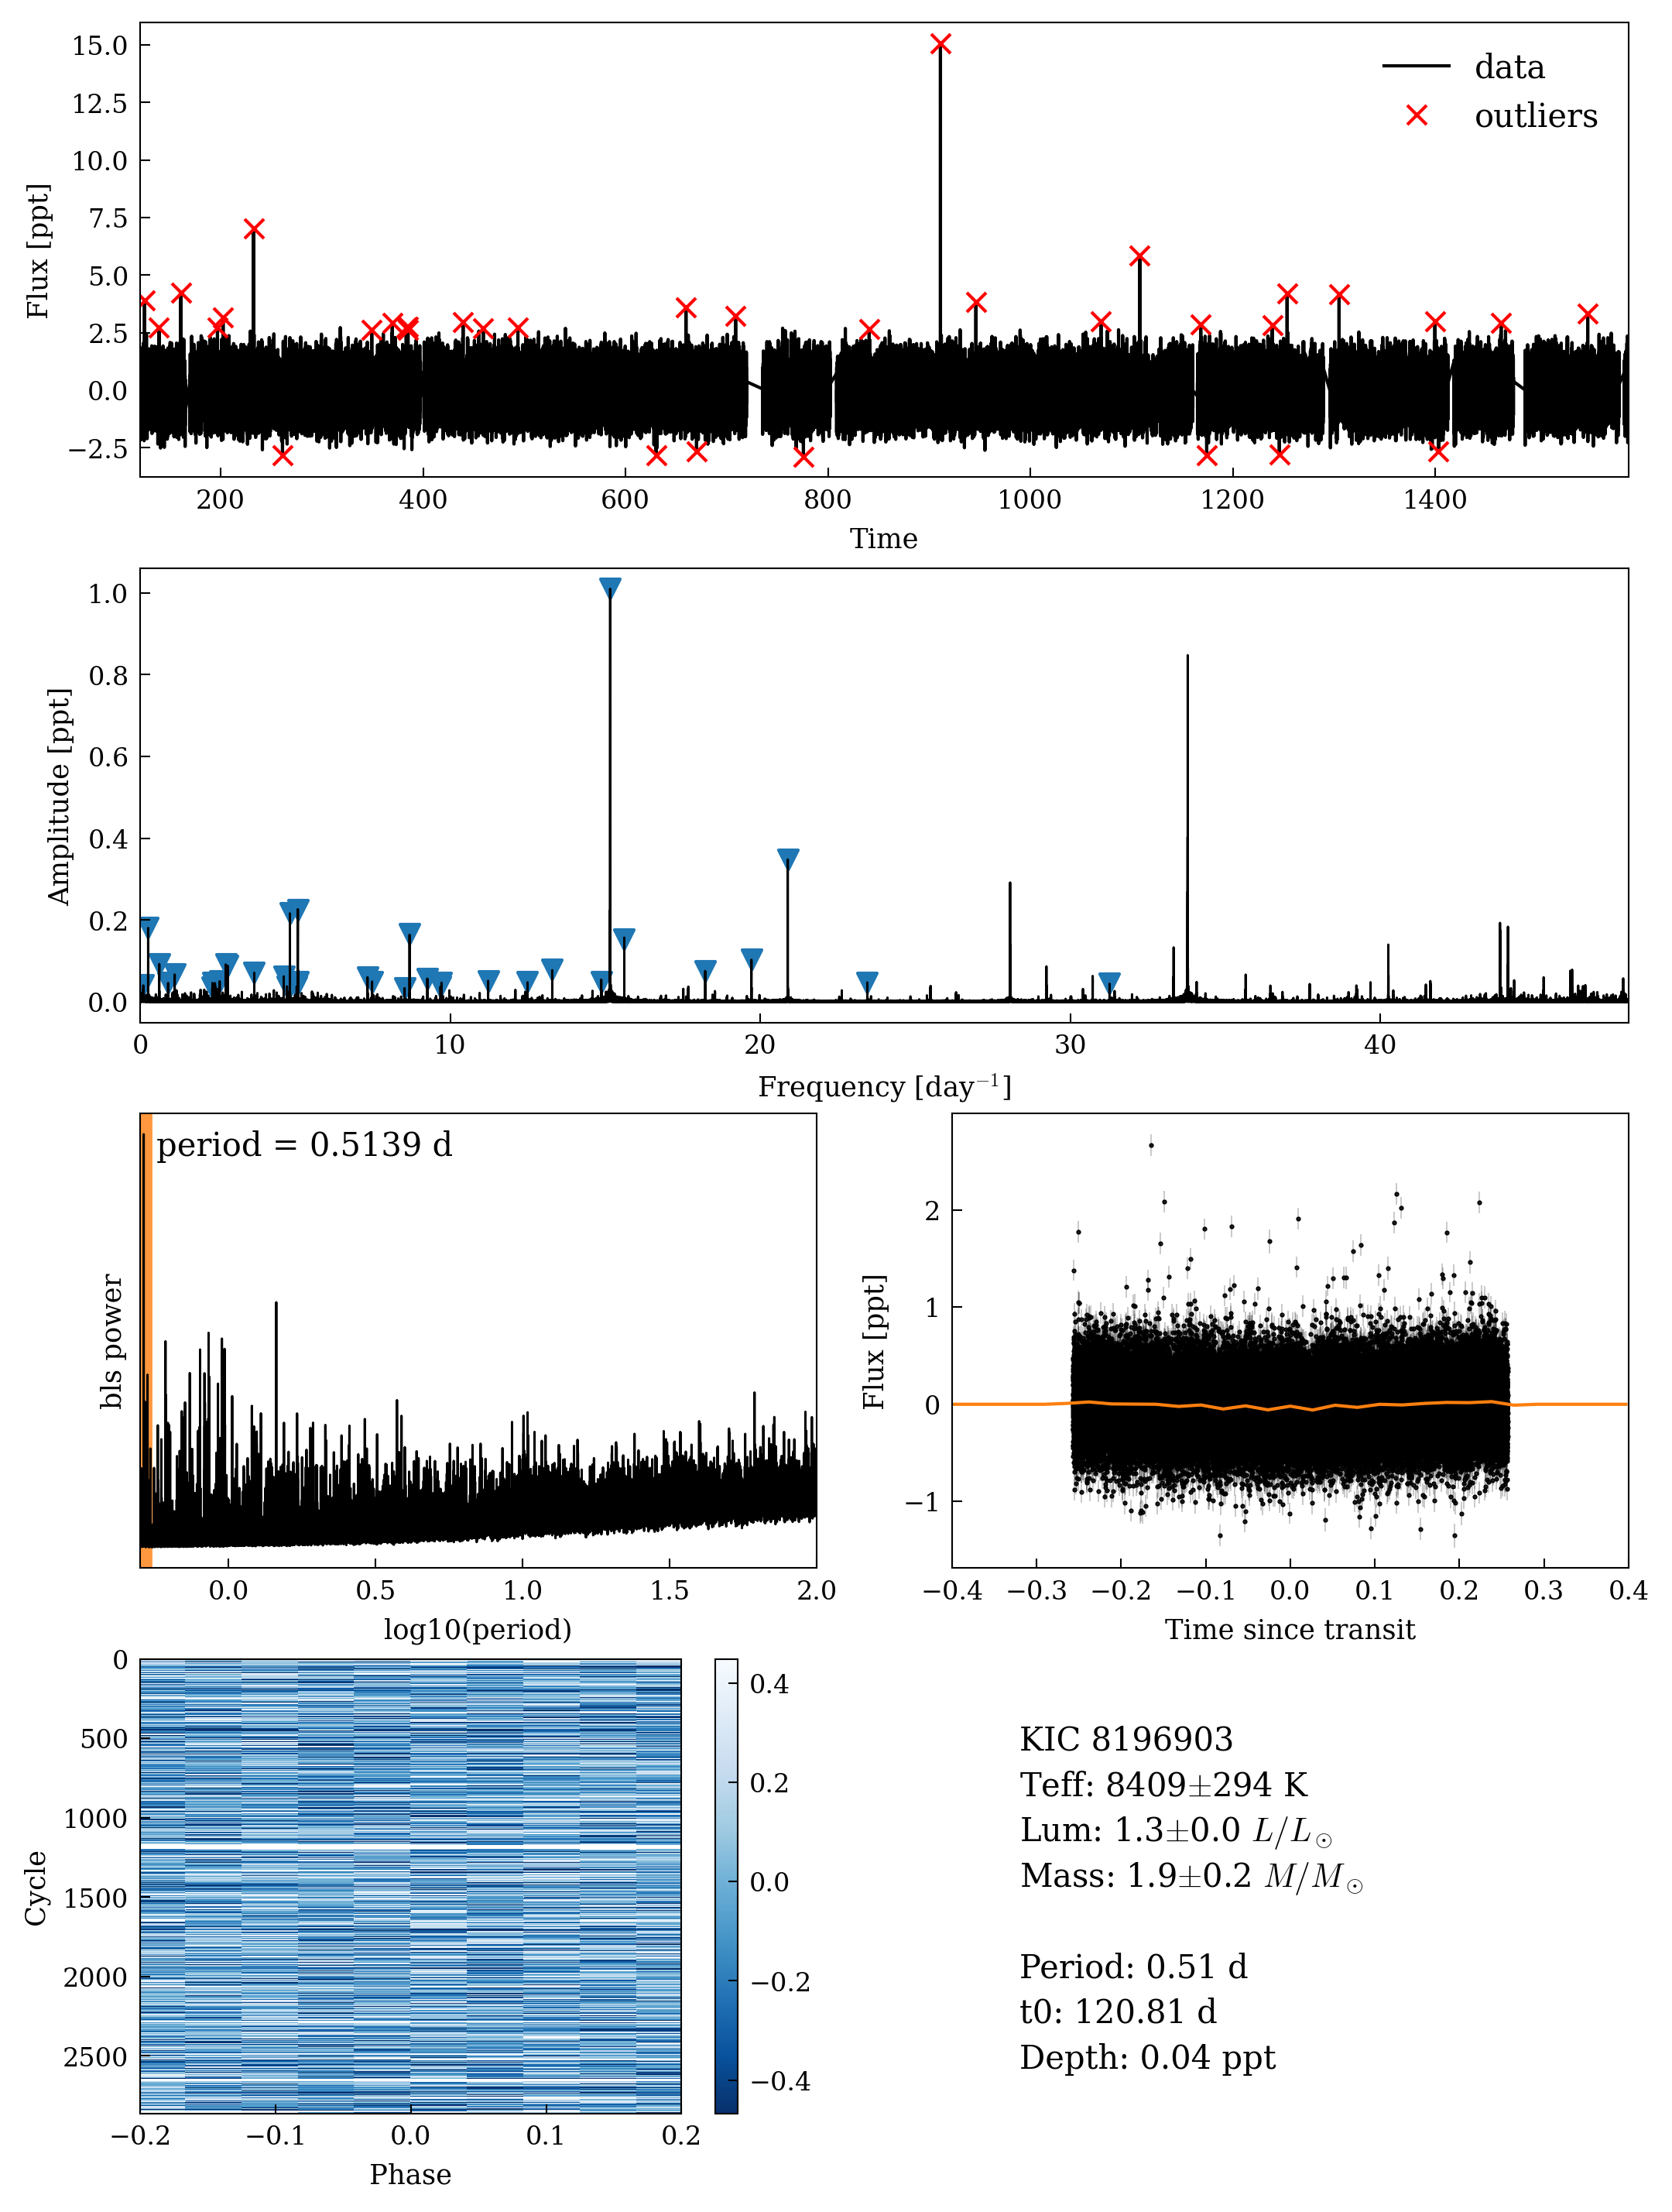 15.0
12.5
10.0
7.5
5.0
2.5
0.0
−2.5
Flux [ppt]
data
outliers
200 400 600 800 1000 1200 1400
Time
1.0
0.8
0.6
0.4
0.2
0.0
Amplitude [ppt]
0 10 20 30 40
Frequency [day⁻¹]
period = 0.5139 d
bls power
0.0 0.5 1.0 1.5 2.0
log10(period)
2
1
0
−1
Flux [ppt]
−0.4 −0.3 −0.2 −0.1 0.0 0.1 0.2 0.3 0.4
Time since transit
0
500
1000
1500
2000
2500
Cycle
−0.2 −0.1 0.0 0.1 0.2
Phase
0.4
0.2
0.0
−0.2
−0.4
KIC 8196903
Teff: 8409±294 K
Lum: 1.3±0.0 L/L⊙
Mass: 1.9±0.2 M/M⊙
Period: 0.51 d
t0: 120.81 d
Depth: 0.04 ppt